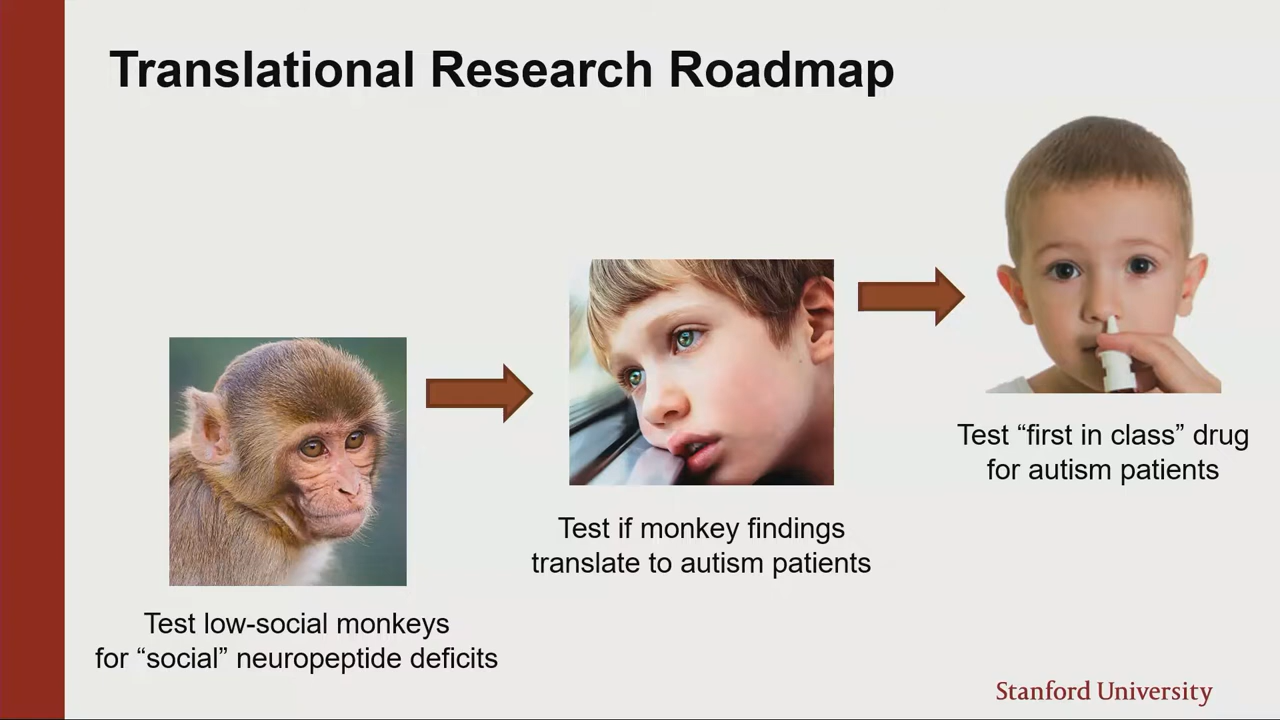 Translational Research Roadmap
Test low-social monkeys
for “social” neuropeptide deficits
Test if monkey findings
translate to autism patients
Test “first in class” drug
for autism patients
Stanford University